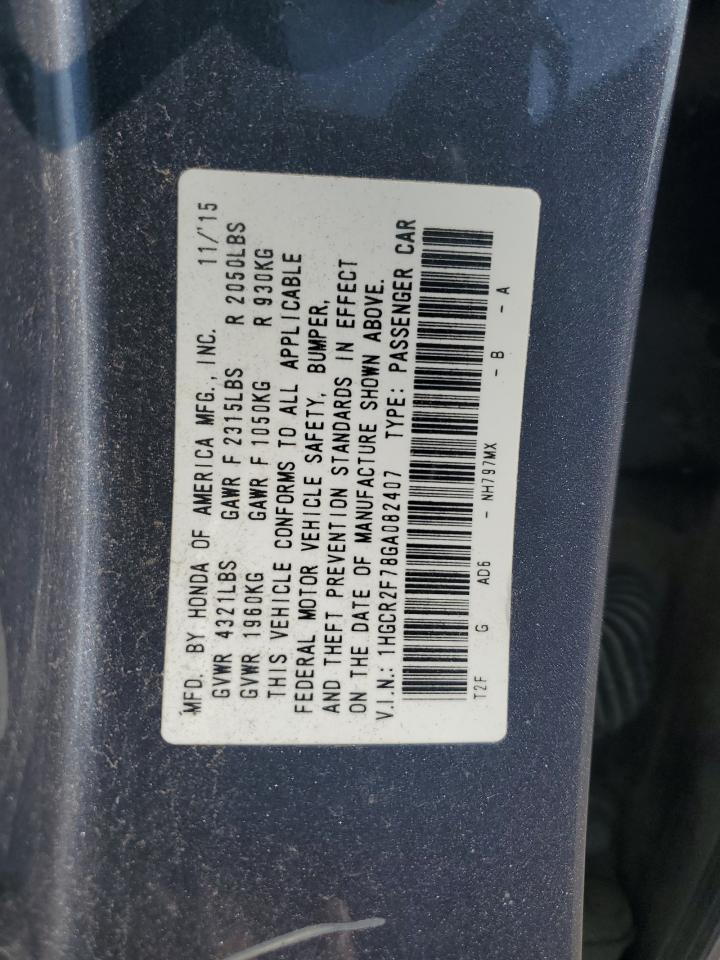 MFD. BY HONDA OF AMERICA MFG., INC. 11/'15
GVWR 4321LBS GAWR F 2315LBS R 2050LBS
GVWR 1960KG GAWR F 1050KG R 930KG
THIS VEHICLE CONFORMS TO ALL APPLICABLE
FEDERAL MOTOR VEHICLE SAFETY, BUMPER,
AND THEFT PREVENTION STANDARDS IN EFFECT
ON THE DATE OF MANUFACTURE SHOWN ABOVE.
V.I.N.: 1HGCR2F78GA082407 TYPE: PASSENGER CAR
T2F G AD6 - NH797MX - B - A